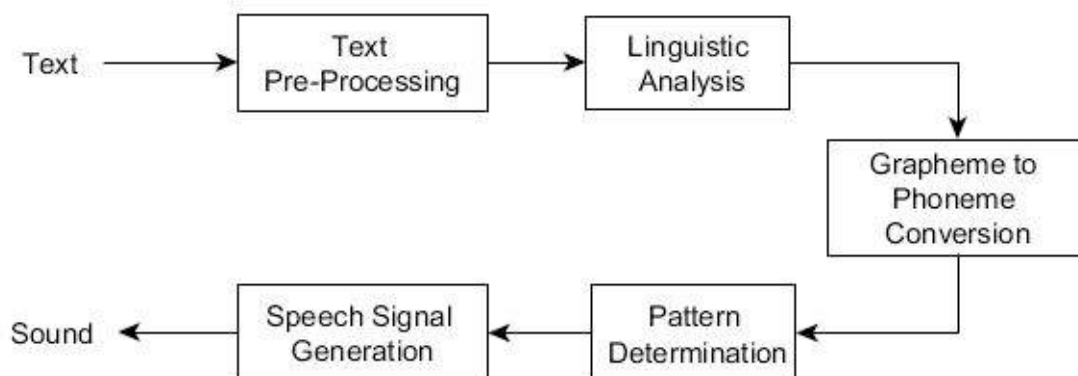 Text
Text
Pre-Processing
Linguistic
Analysis
Grapheme to
Phoneme
Conversion
Pattern
Determination
Speech Signal
Generation
Sound